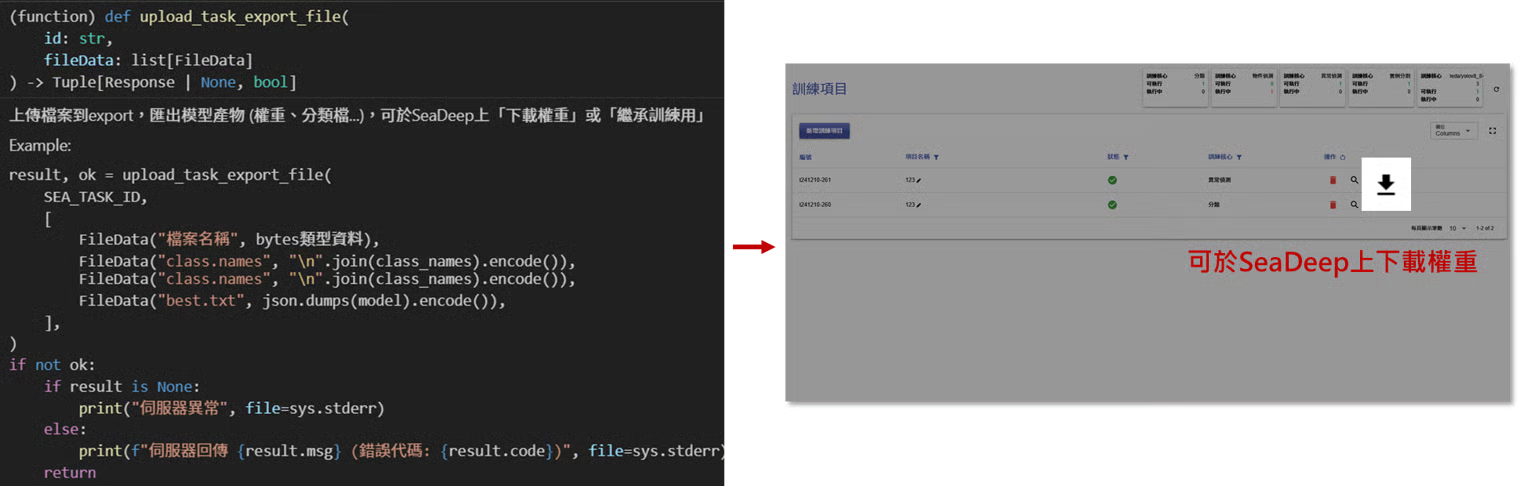 (function) def upload_task_export_file(
    id: str,
    fileData: list[FileData]
) -> Tuple[Response | None, bool]
上傳檔案到export，匯出模型產物 (權重、分類檔...)，可於SeaDeep上「下載權重」或「繼承訓練用」
Example:
result, ok = upload_task_export_file(
    SEA_TASK_ID,
    [
        FileData("檔案名稱", bytes類型資料),
        FileData("class.names", "\n".join(class_names).encode()),
        FileData("class.names", "\n".join(class_names).encode()),
        FileData("best.txt", json.dumps(model).encode()),
    ],
)
if not ok:
    if result is None:
        print("伺服器異常", file=sys.stderr)
    else:
        print(f"伺服器回傳 {result.msg} (錯誤代碼: {result.code})", file=sys.stderr)
    return
訓練項目
訓練核心 分類
可執行 1
執行中 0
訓練核心 物件偵測
可執行 0
執行中 1
訓練核心 異常偵測
可執行 1
執行中 0
訓練核心 實例分割
可執行 1
執行中 0
訓練核心
可執行 1
執行中 0
新增訓練項目
Columns
編號 項目名稱 狀態 訓練核心 操作
t241210-261 123 異常偵測
t241210-260 123 分類
每頁顯示筆數 10 1-2 of 2
可於SeaDeep上下載權重